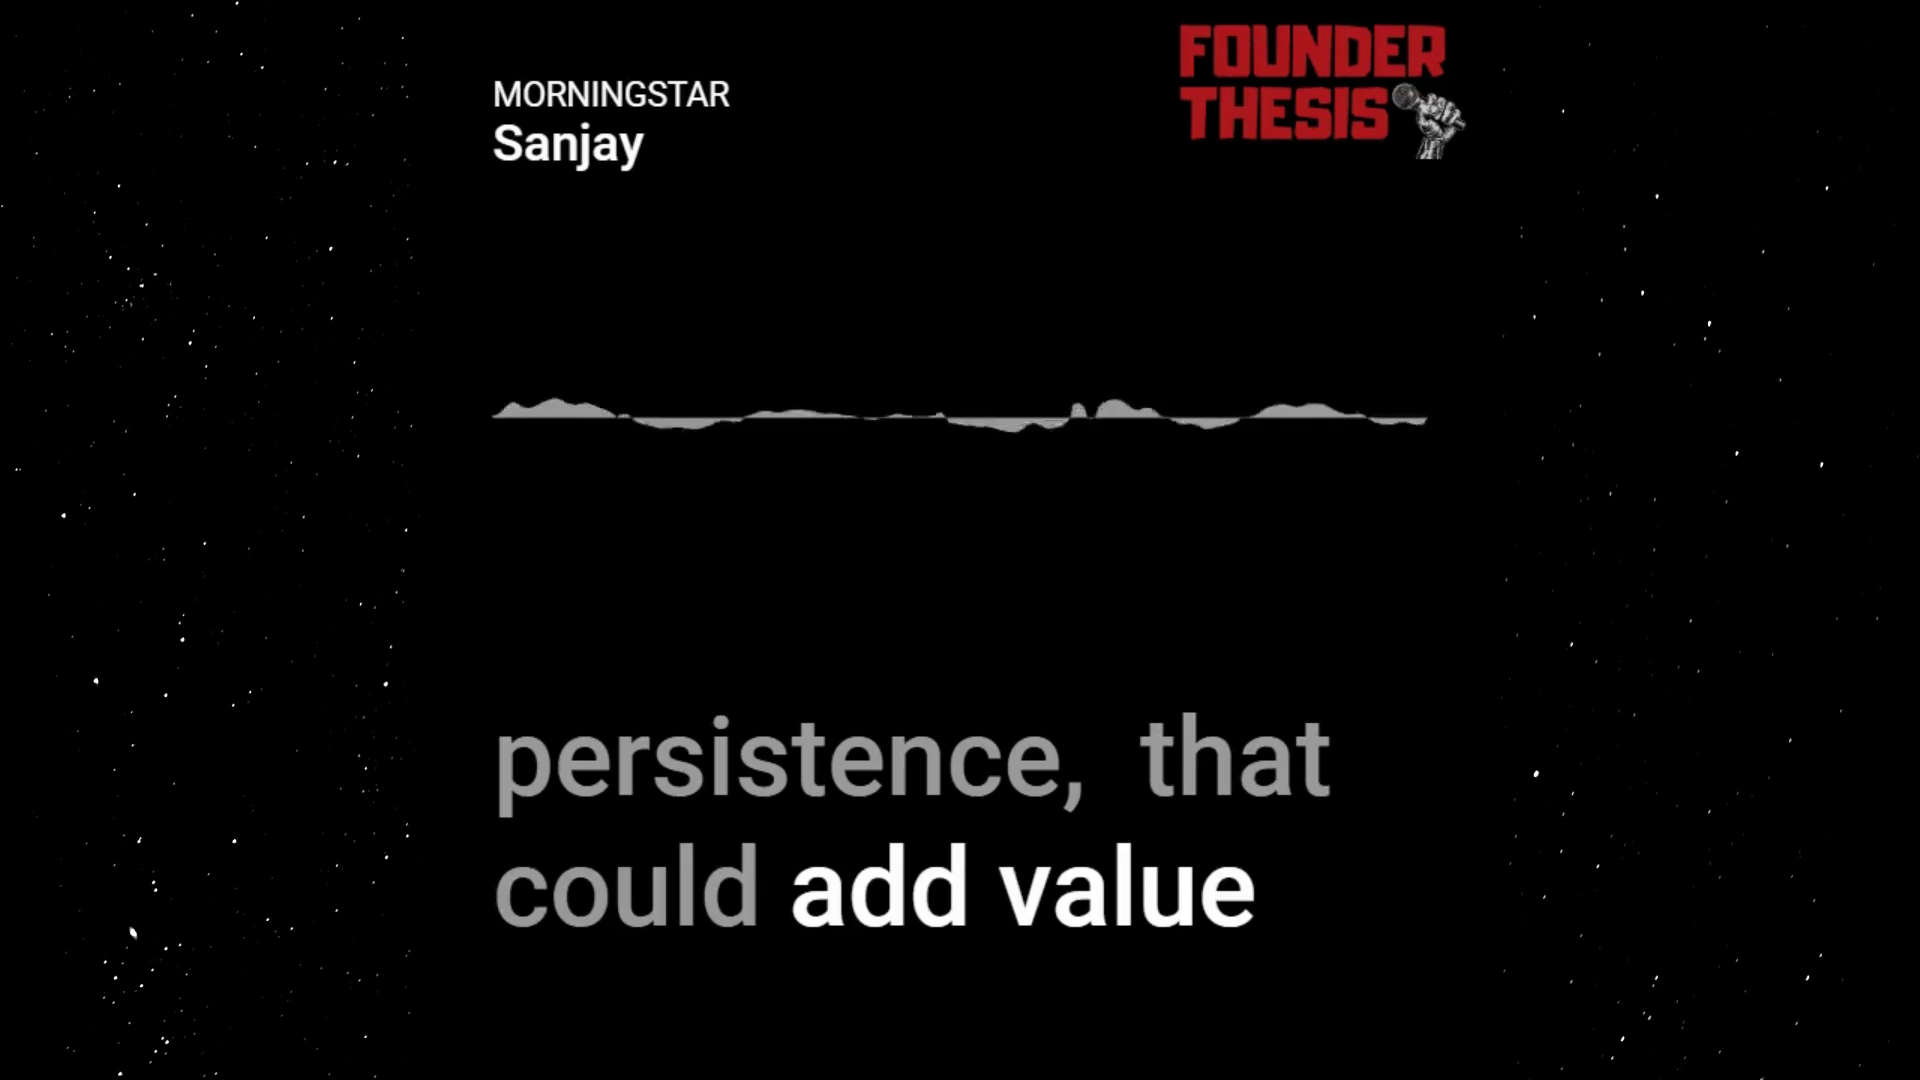 MORNINGSTAR
Sanjay
FOUNDER
THESIS
persistence, that
could add value